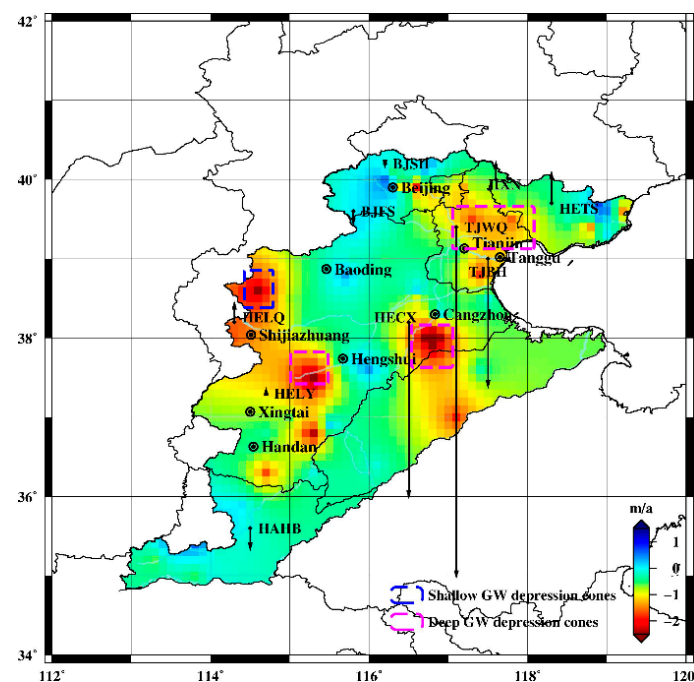 42°
40°
38°
36°
34°
BJSH
Beijing
JIXN
BJFS
HETS
TJWQ
Tianjin
Tanggu
Baoding
TJBH
HELQ
HECX
Cangzhou
Shijiazhuang
Hengshui
HELY
Xingtai
Handan
HAHB
m/a
1
0
−1
−2
Shallow GW depression cones
Deep GW depression cones
112°
114°
116°
118°
120°